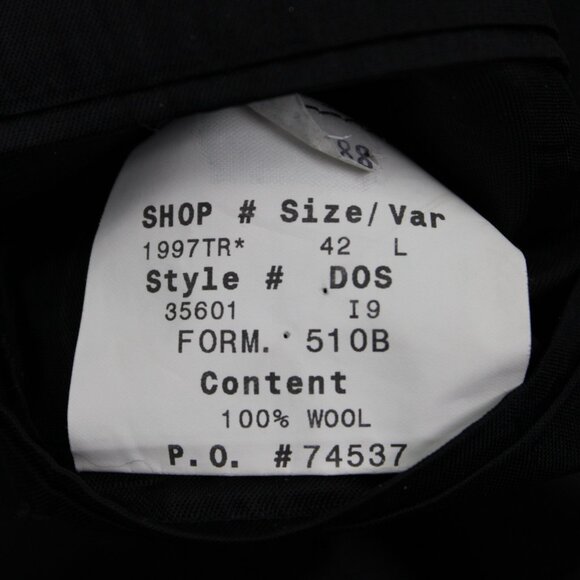 88
SHOP # Size/Var
1997TR* 42 L
Style # DOS
35601 I9
FORM. 510B
Content
100% WOOL
P.O. #74537